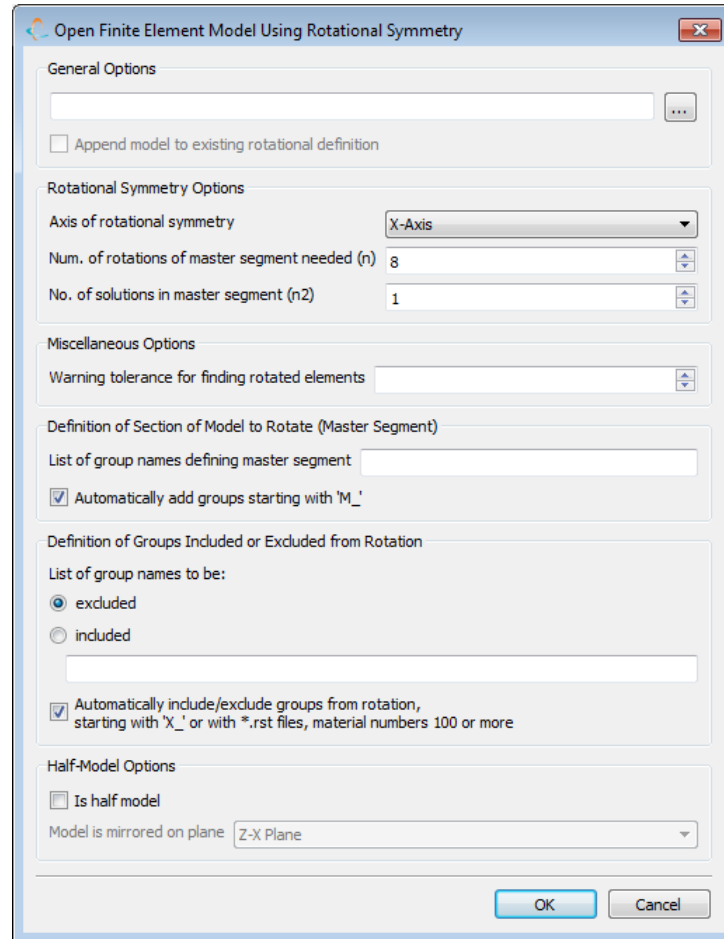 Open Finite Element Model Using Rotational Symmetry
General Options
...
Append model to existing rotational definition
Rotational Symmetry Options
Axis of rotational symmetry X-Axis
Num. of rotations of master segment needed (n) 8
No. of solutions in master segment (n2) 1
Miscellaneous Options
Warning tolerance for finding rotated elements
Definition of Section of Model to Rotate (Master Segment)
List of group names defining master segment
Automatically add groups starting with 'M_'
Definition of Groups Included or Excluded from Rotation
List of group names to be:
excluded
included
Automatically include/exclude groups from rotation,
starting with 'X_' or with *.rst files, material numbers 100 or more
Half-Model Options
Is half model
Model is mirrored on plane Z-X Plane
OK Cancel